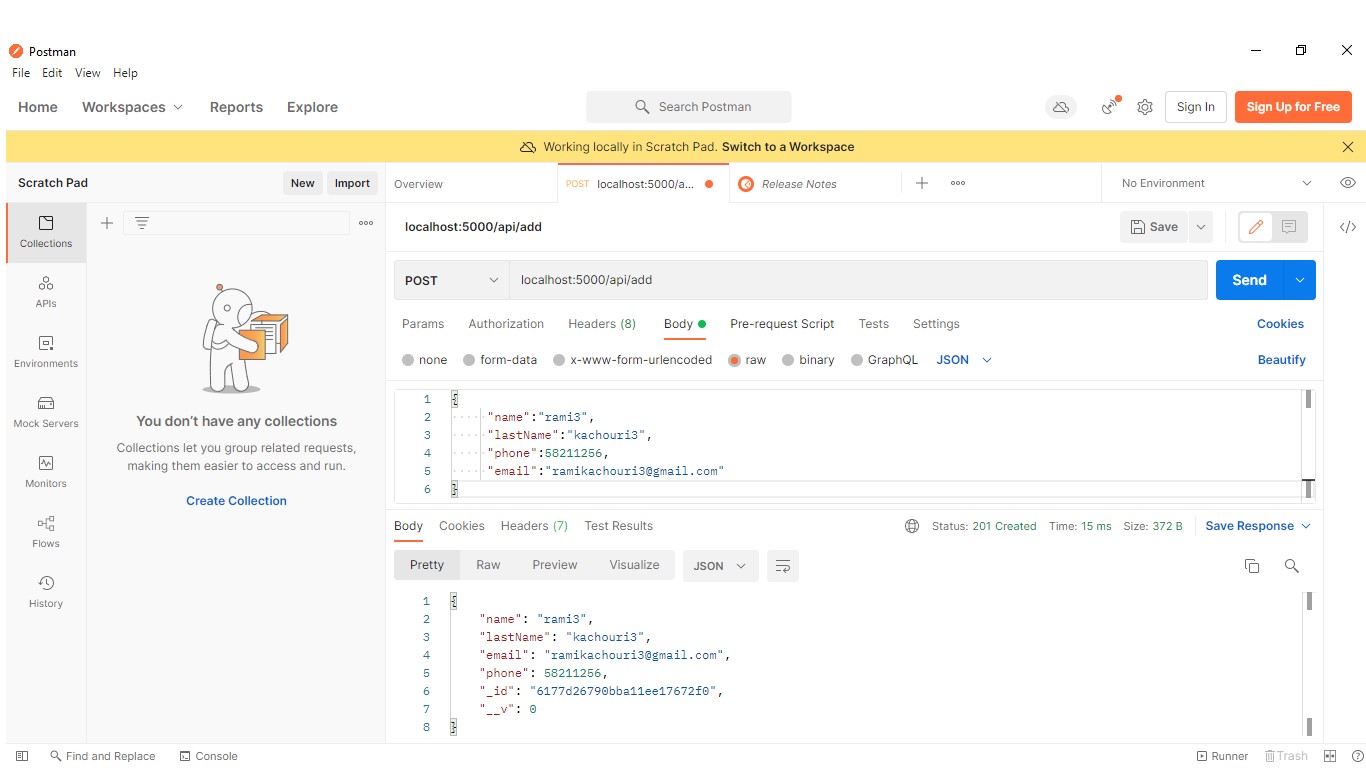 Postman
File Edit View Help
Home Workspaces Reports Explore Search Postman Sign In Sign Up for Free
Working locally in Scratch Pad. Switch to a Workspace
Scratch Pad New Import Overview POST localhost:5000/a... Release Notes No Environment
localhost:5000/api/add Save
Collections
APIs
Environments
Mock Servers
Monitors
Flows
History
You don't have any collections
Collections let you group related requests,
making them easier to access and run.
Create Collection
POST localhost:5000/api/add Send
Params Authorization Headers (8) Body Pre-request Script Tests Settings Cookies
none form-data x-www-form-urlencoded raw binary GraphQL JSON Beautify
1 {
2 "name":"rami3",
3 "lastName":"kachouri3",
4 "phone":58211256,
5 "email":"ramikachouri3@gmail.com"
6 }
Body Cookies Headers (7) Test Results Status: 201 Created Time: 15 ms Size: 372 B Save Response
Pretty Raw Preview Visualize JSON
1 {
2 "name": "rami3",
3 "lastName": "kachouri3",
4 "email": "ramikachouri3@gmail.com",
5 "phone": 58211256,
6 "_id": "6177d26790bba11ee17672f0",
7 "__v": 0
8 }
Find and Replace Console Runner Trash